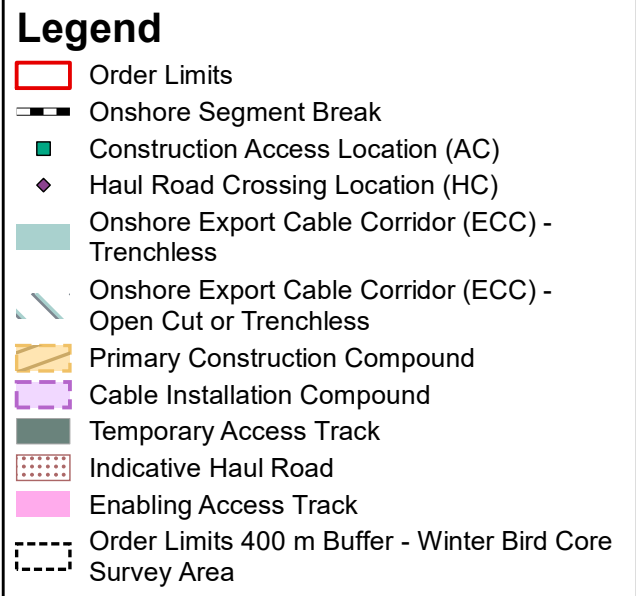 Legend
Order Limits
Onshore Segment Break
Construction Access Location (AC)
Haul Road Crossing Location (HC)
Onshore Export Cable Corridor (ECC) -
Trenchless
Onshore Export Cable Corridor (ECC) -
Open Cut or Trenchless
Primary Construction Compound
Cable Installation Compound
Temporary Access Track
Indicative Haul Road
Enabling Access Track
Order Limits 400 m Buffer - Winter Bird Core
Survey Area